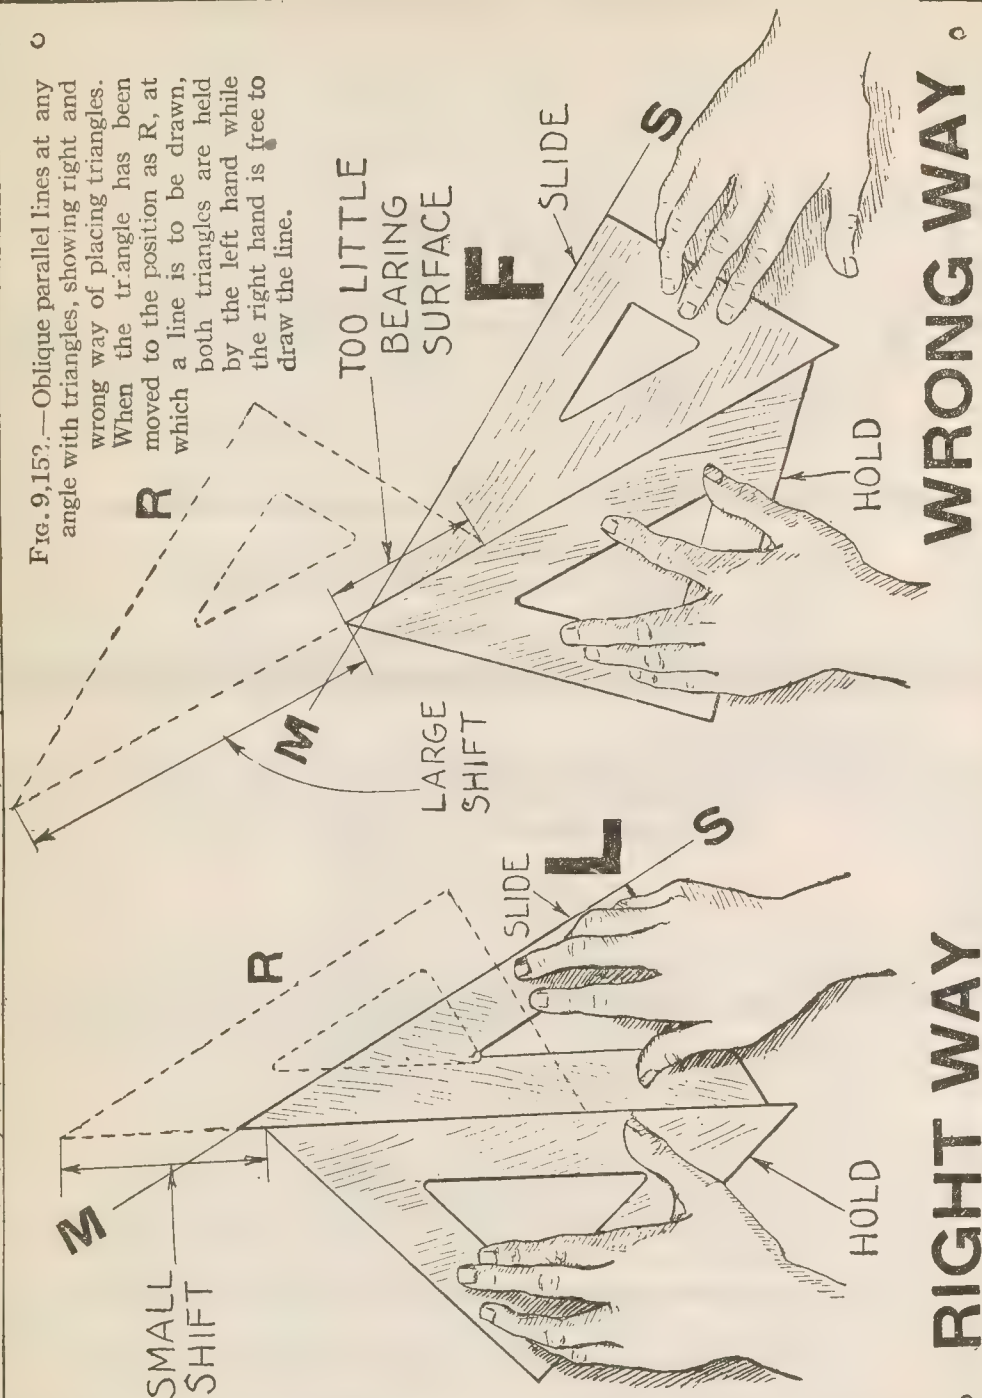 FIG. 9,152.—Oblique parallel lines at any
angle with triangles, showing right and
wrong way of placing triangles.
When the triangle has been
moved to the position as R, at
which a line is to be drawn,
both triangles are held
by the left hand while
the right hand is free to
draw the line.
SMALL
SHIFT
M
R
SLIDE
L
S
HOLD
RIGHT WAY
LARGE
SHIFT
M
R
TOO LITTLE
BEARING
SURFACE
F
SLIDE
S
HOLD
WRONG WAY